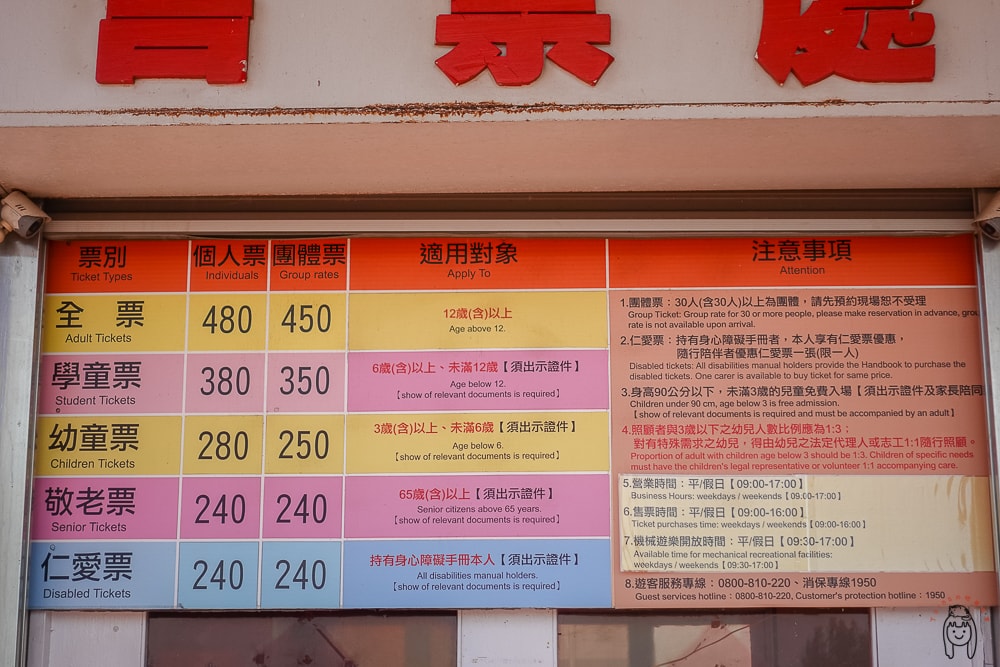 售票處
票別 個人票 團體票 適用對象 注意事項
Ticket Types Individuals Group rates Apply To Attention
全 票 480 450 12歲(含)以上
Adult Tickets Age above 12.
學童票 380 350 6歲(含)以上、未滿12歲【須出示證件】
Student Tickets Age below 12.
【show of relevant documents is required】
幼童票 280 250 3歲(含)以上、未滿6歲【須出示證件】
Children Tickets Age below 6.
【show of relevant documents is required】
敬老票 240 240 65歲(含)以上【須出示證件】
Senior Tickets Senior citizens above 65 years.
【show of relevant documents is required】
仁愛票 240 240 持有身心障礙手冊本人【須出示證件】
Disabled Tickets All disabilities manual holders.
【show of relevant documents is required】
1.團體票：30人(含30人)以上為團體，請先預約現場恕不受理
Group Ticket: Group rate for 30 or more people, please make reservation in advance,
rate is not available upon arrival.
2.仁愛票：持有身心障礙手冊者，本人享有仁愛票優惠，
隨行陪伴者優惠仁愛票一張(限一人)
Disabled tickets: All disabilities manual holders provide the Handbook to purchase the
disabled tickets. One carer is available to buy ticket for same price.
3.身高90公分以下，未滿3歲的兒童免費入場【須出示證件及家長陪同
Children under 90 cm, age below 3 is free admission.
【show of relevant documents is required and must be accompanied by an adult】
4.照顧者與3歲以下之幼兒人數比例應為1:3；
對有特殊需求之幼兒，得由幼兒之法定代理人或志工1:1隨行照顧。
Proportion of adult with children age below 3 should be 1:3. Children of specific needs
must have the children's legal representative or volunteer 1:1 accompanying care.
5.營業時間：平/假日【09:00-17:00】
Business Hours: weekdays / weekends【09:00-17:00】
6.售票時間：平/假日【09:00-16:00】
Ticket purchases time: weekdays / weekends【09:00-16:00】
7.機械遊樂開放時間：平/假日【09:30-17:00】
Available time for mechanical recreational facilities:
weekdays / weekends【09:30-17:00】
8.遊客服務專線：0800-810-220、消保專線1950
Guest services hotline：0800-810-220, Customer's protection hotline：1950